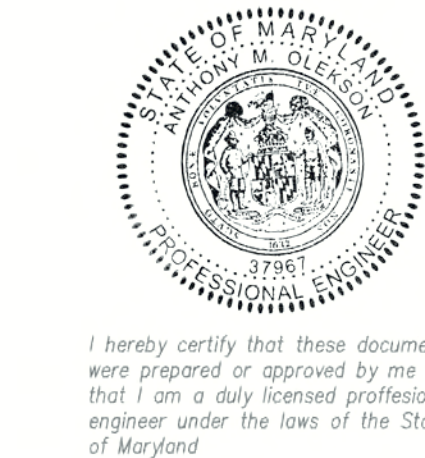 STATE OF MARYLAND
ANTHONY M. OLEKSON
1632
37967
PROFESSIONAL ENGINEER
I hereby certify that these docume
were prepared or approved by me
that I am a duly licensed proffesio
engineer under the laws of the Sta
of Maryland